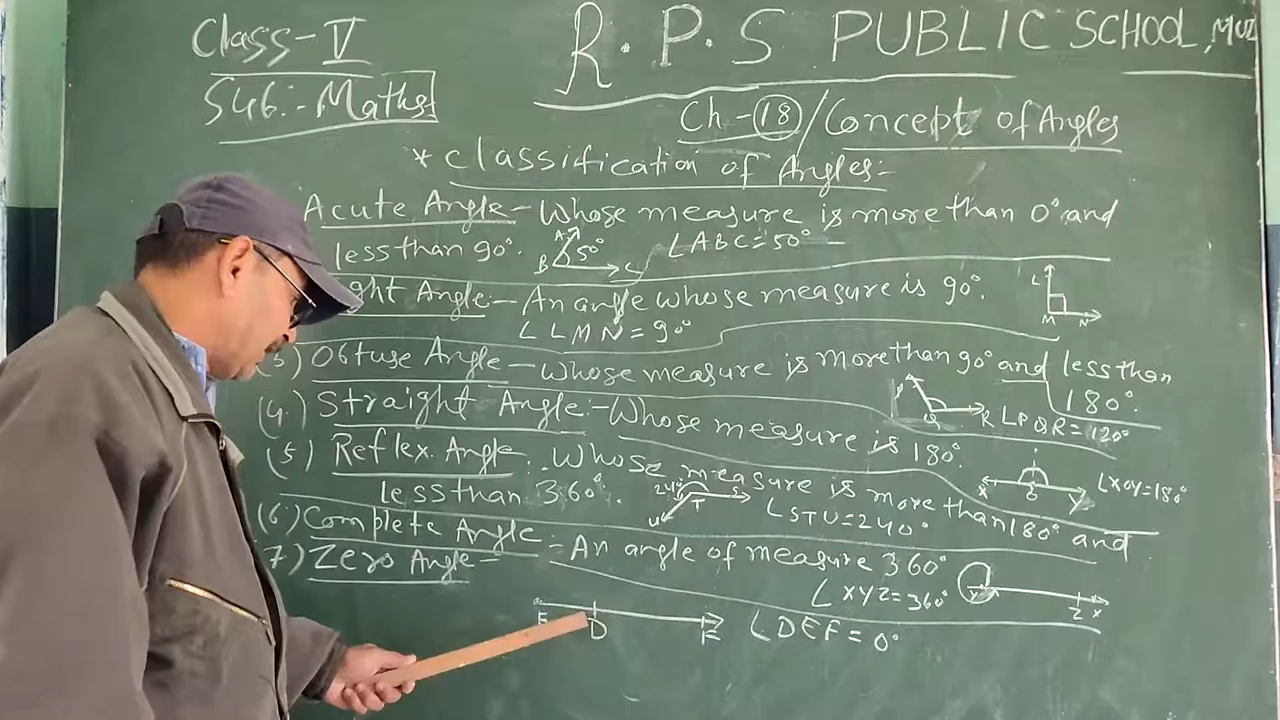 Class-V
R.P.S PUBLIC SCHOOL, MUZ
Sub:- Maths
Ch-18/Concept of Angles
* Classification of Angles:-
Acute Angle - Whose measure is more than 0° and
less than 90°. A 50° B C ∠ABC = 50°
ght Angle:- An angle whose measure is 90°. L M N
∠LMN = 90°
3) Obtuse Angle - Whose measure is more than 90° and less than
180°. P Q R ∠PQR = 120°
(4.) Straight Angle:- Whose measure is 180°. X O Y ∠XOY = 180°
(5) Reflex Angle:- Whose measure is more than 180° and
less than 360°. 240° S T U ∠STU = 240°
(6) Complete Angle:- An angle of measure 360°
∠XYZ = 360° Y Z X
7) Zero Angle -
E D F ∠DEF = 0°